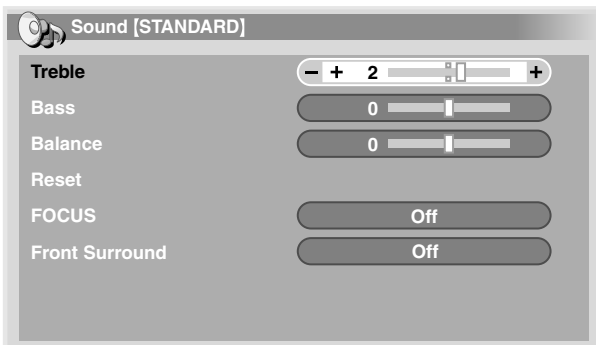 Sound [STANDARD]
Treble − + 2 +
Bass 0
Balance 0
Reset
FOCUS Off
Front Surround Off